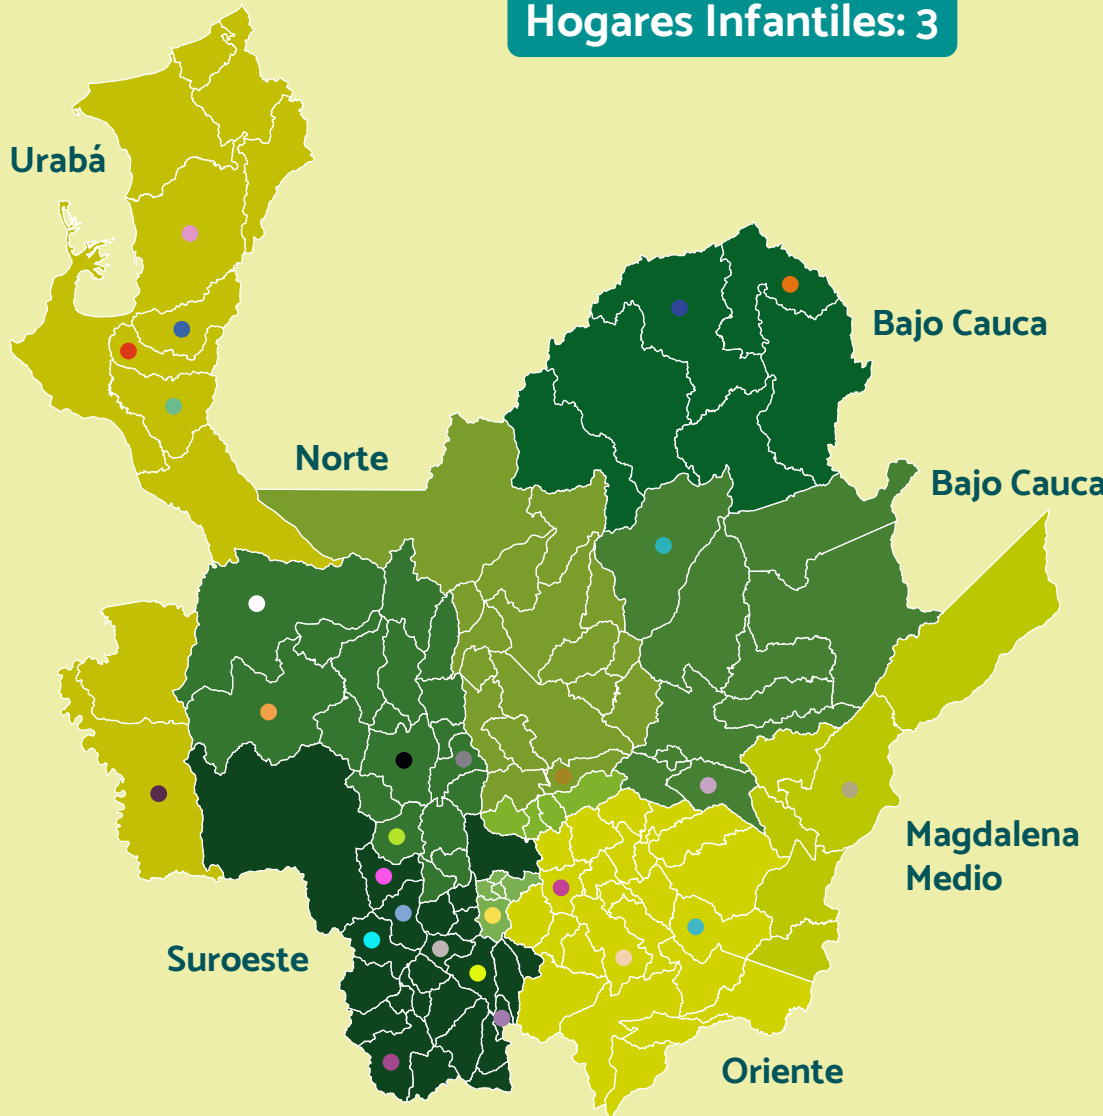 Hogares Infantiles: 3
Urabá
Bajo Cauca
Norte
Bajo Cauca
Magdalena
Medio
Suroeste
Oriente